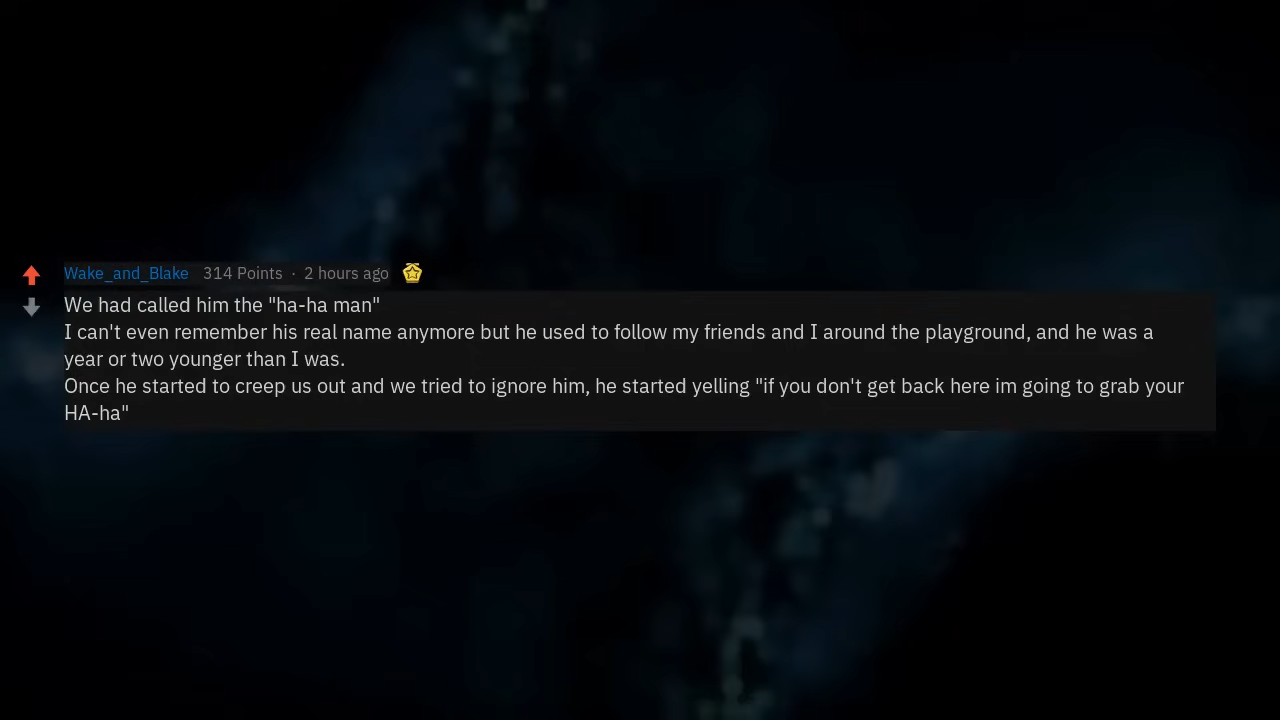 Wake_and_Blake 314 Points · 2 hours ago
We had called him the "ha-ha man"
I can't even remember his real name anymore but he used to follow my friends and I around the playground, and he was a
year or two younger than I was.
Once he started to creep us out and we tried to ignore him, he started yelling "if you don't get back here im going to grab your
HA-ha"